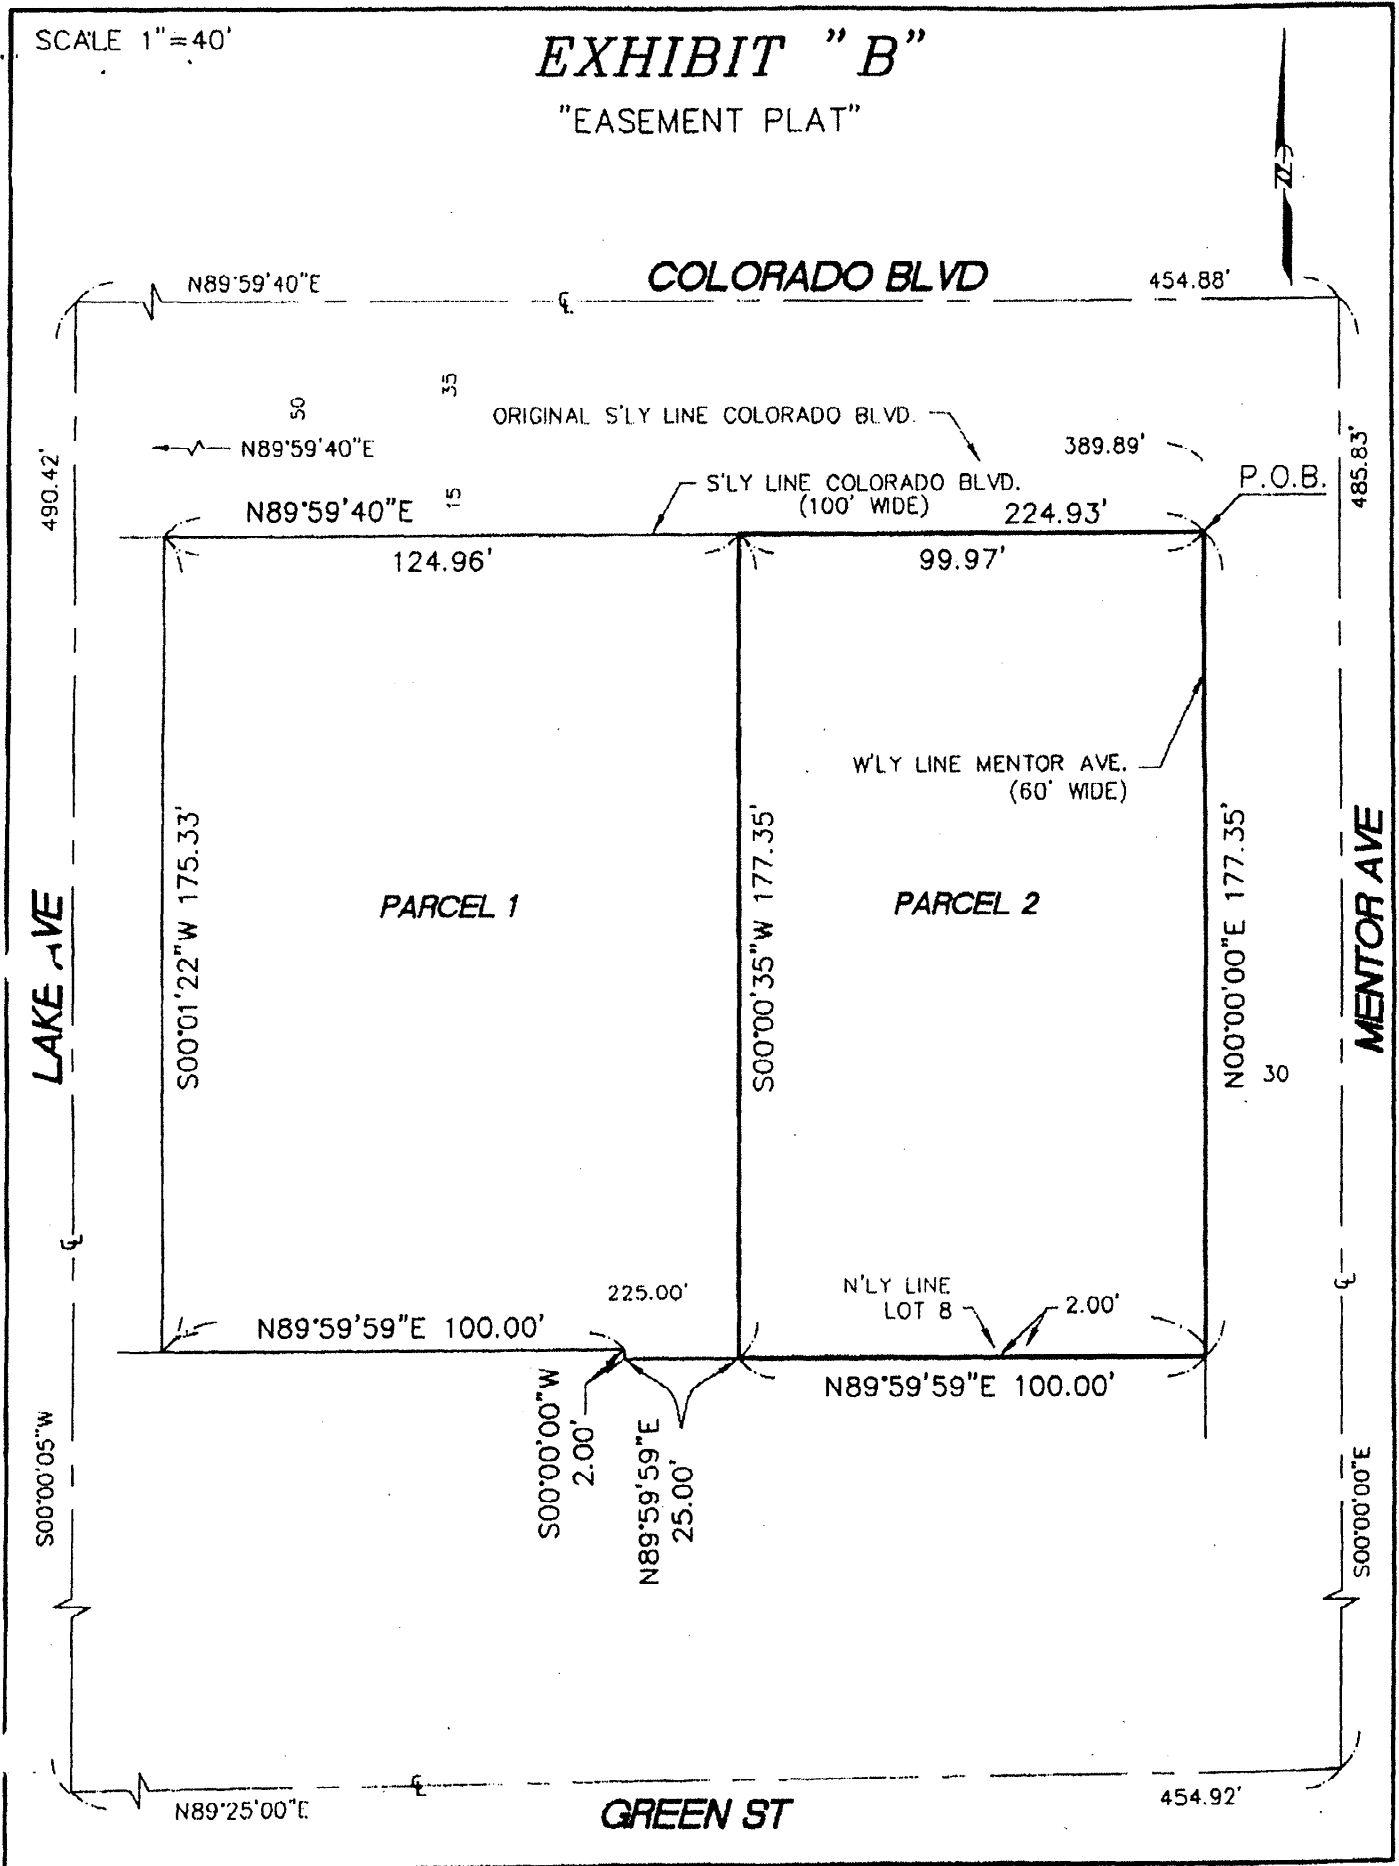 SCALE 1"=40'
EXHIBIT "B"
"EASEMENT PLAT"
N
N89°59'40"E
COLORADO BLVD
454.88'
℄
50
35
ORIGINAL S'LY LINE COLORADO BLVD.
N89°59'40"E
389.89'
490.42'
485.83'
S'LY LINE COLORADO BLVD.
(100' WIDE)
P.O.B.
N89°59'40"E
15
224.93'
124.96'
99.97'
W'LY LINE MENTOR AVE.
(60' WIDE)
LAKE AVE
S00°01'22"W 175.33'
PARCEL 1
S00°00'35"W 177.35'
PARCEL 2
N00°00'00"E 177.35'
30
MENTOR AVE
℄
℄
225.00'
N'LY LINE
LOT 8
2.00'
N89°59'59"E 100.00'
N89°59'59"E 100.00'
S00°00'00"W
2.00'
N89°59'59"E
25.00'
S00°00'05"W
S00°00'00"E
℄
N89°25'00"E
GREEN ST
454.92'